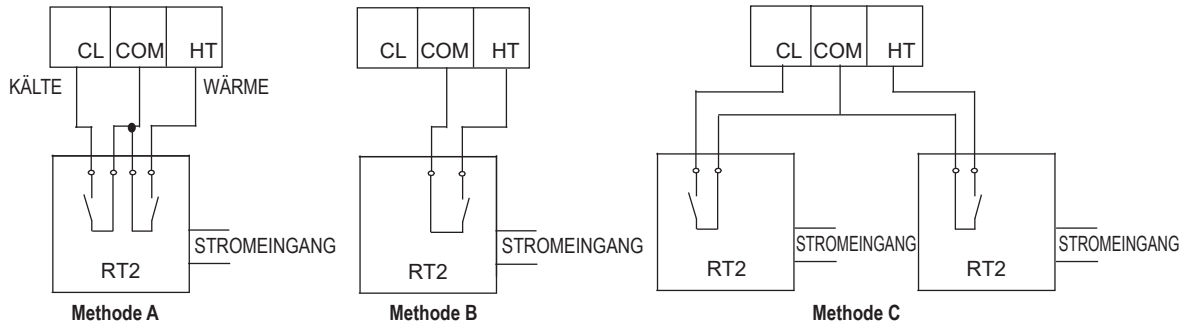 CL COM HT
KÄLTE WÄRME
STROMEINGANG
RT2
Methode A
CL COM HT
STROMEINGANG
RT2
Methode B
CL COM HT
STROMEINGANG
RT2
STROMEINGANG
RT2
Methode C